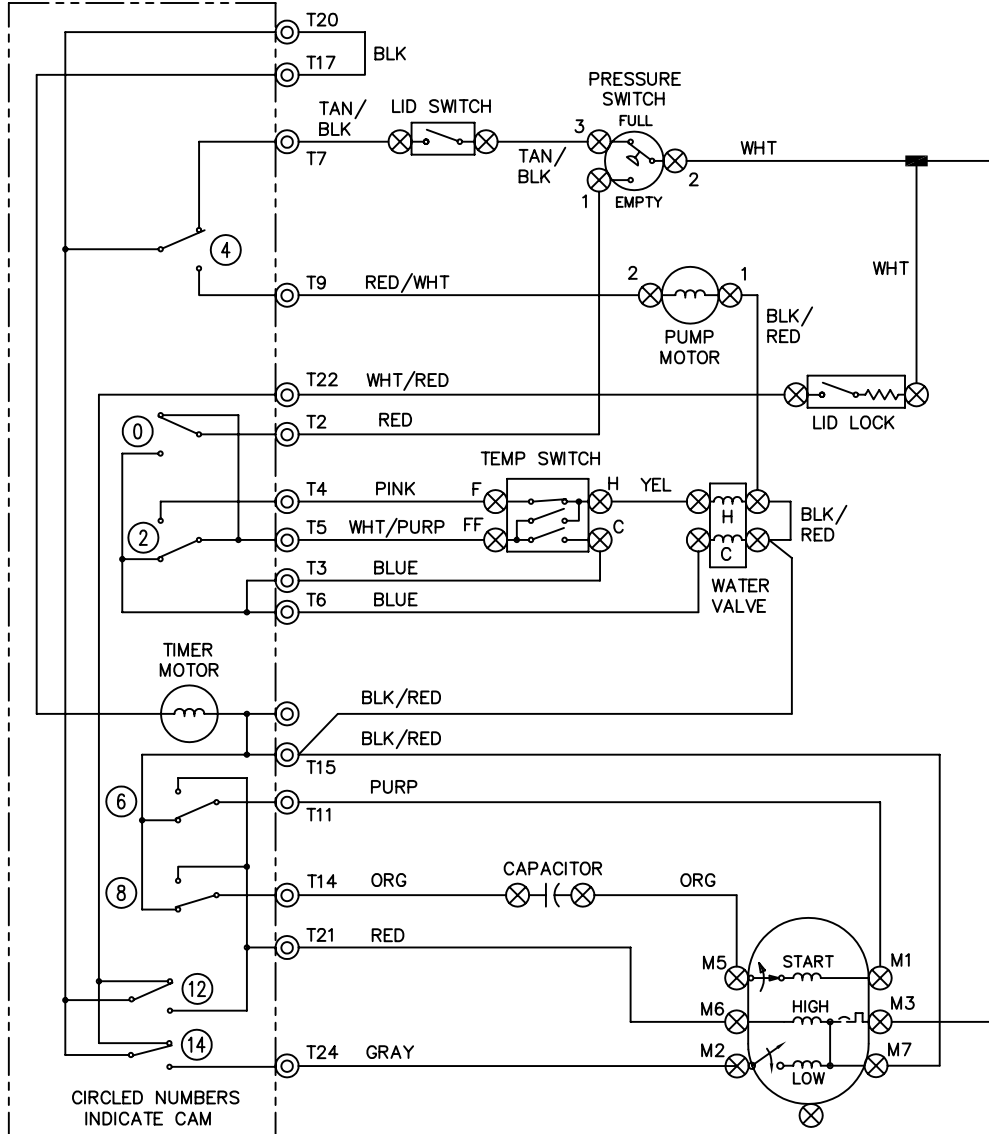 T20
BLK
T17
PRESSURE
SWITCH
TAN/
BLK
LID SWITCH
FULL
3
T7
TAN/
BLK
WHT
2
1
EMPTY
4
WHT
T9
RED/WHT
2
1
BLK/
RED
PUMP
MOTOR
T22
WHT/RED
LID LOCK
0
T2
RED
TEMP SWITCH
T4
PINK
F
H
YEL
H
BLK/
RED
2
T5
WHT/PURP
FF
C
C
T3
BLUE
WATER
VALVE
T6
BLUE
TIMER
MOTOR
BLK/RED
BLK/RED
T15
6
PURP
T11
CAPACITOR
8
T14
ORG
ORG
T21
RED
M5
START
M1
12
M6
HIGH
M3
14
T24
GRAY
M2
LOW
M7
CIRCLED NUMBERS
INDICATE CAM